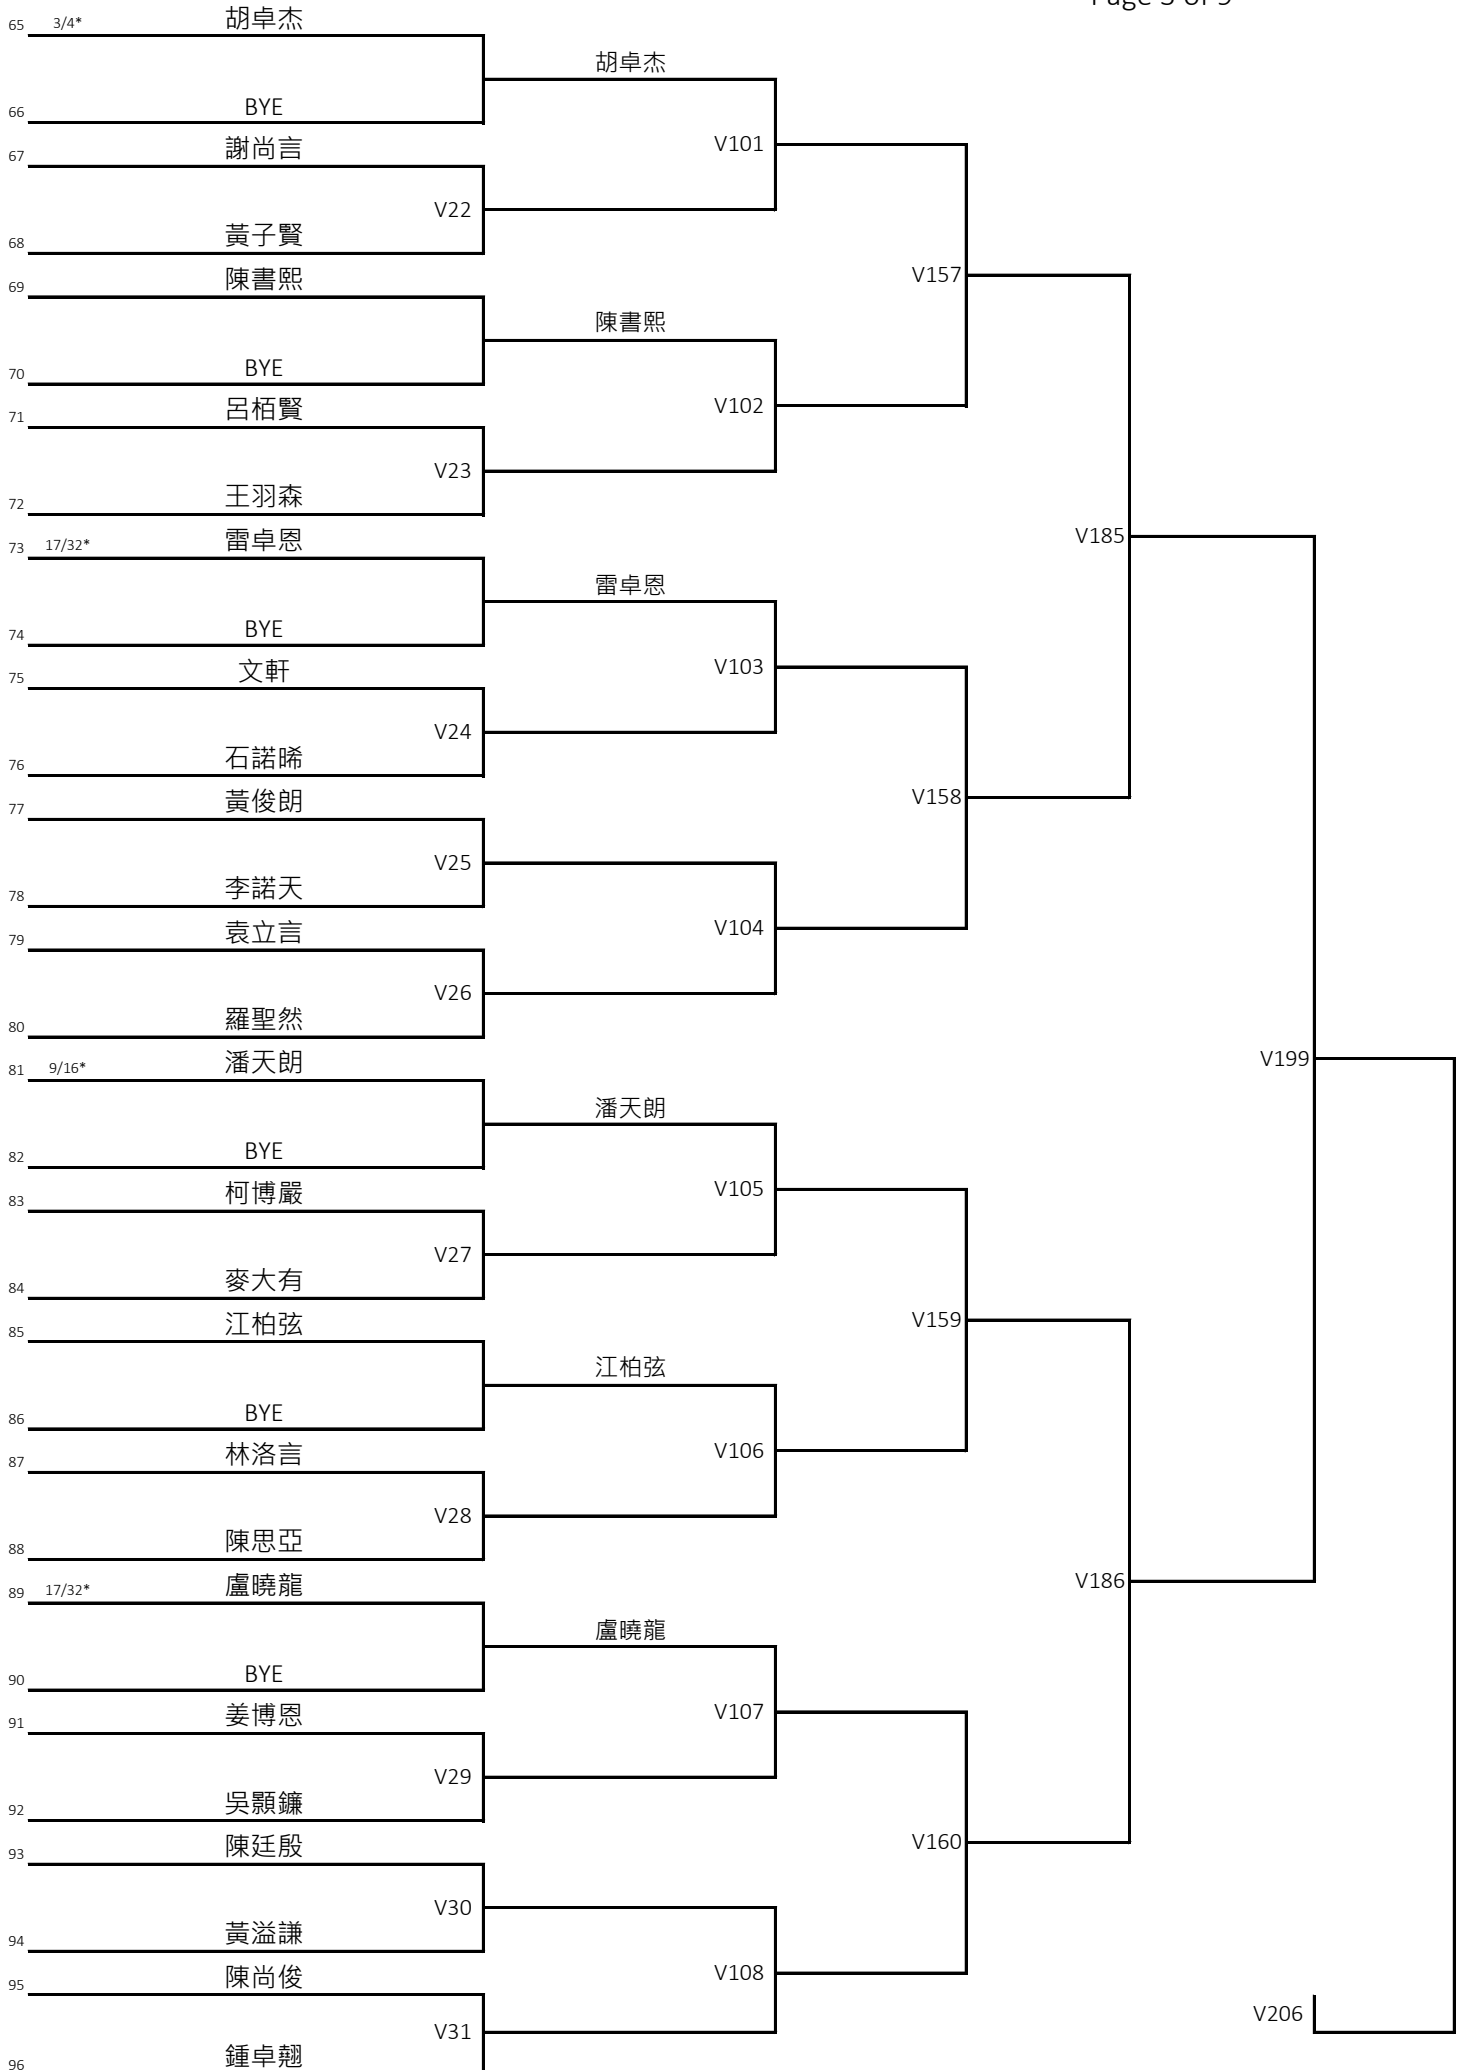 Page 3 of 9
65 3/4* 胡卓杰
胡卓杰
66 BYE
67 謝尚言
V101
V22
68 黃子賢
69 陳書熙
V157
陳書熙
70 BYE
71 呂栢賢
V102
V23
72 王羽森
73 17/32* 雷卓恩
V185
雷卓恩
74 BYE
75 文軒
V103
V24
76 石諾晞
77 黃俊朗
V158
V25
78 李諾天
79 袁立言
V104
V26
80 羅聖然
81 9/16* 潘天朗
V199
潘天朗
82 BYE
83 柯博嚴
V105
V27
84 麥大有
85 江柏弦
V159
江柏弦
86 BYE
87 林洛言
V106
V28
88 陳思亞
89 17/32* 盧曉龍
V186
盧曉龍
90 BYE
91 姜博恩
V107
V29
92 吳顥鐮
93 陳廷殷
V160
V30
94 黃溢謙
95 陳尚俊
V108
V206
V31
96 鍾卓翹